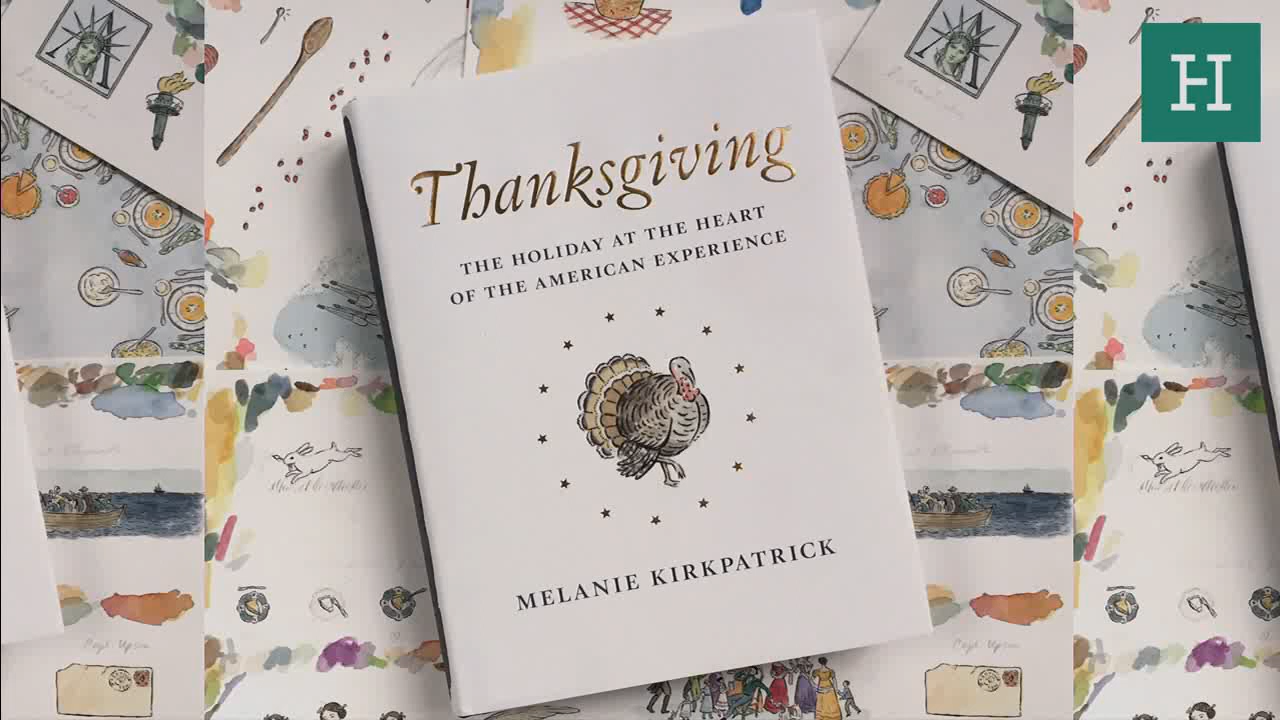 H
Thanksgiving
THE HOLIDAY AT THE HEART
OF THE AMERICAN EXPERIENCE
MELANIE KIRKPATRICK